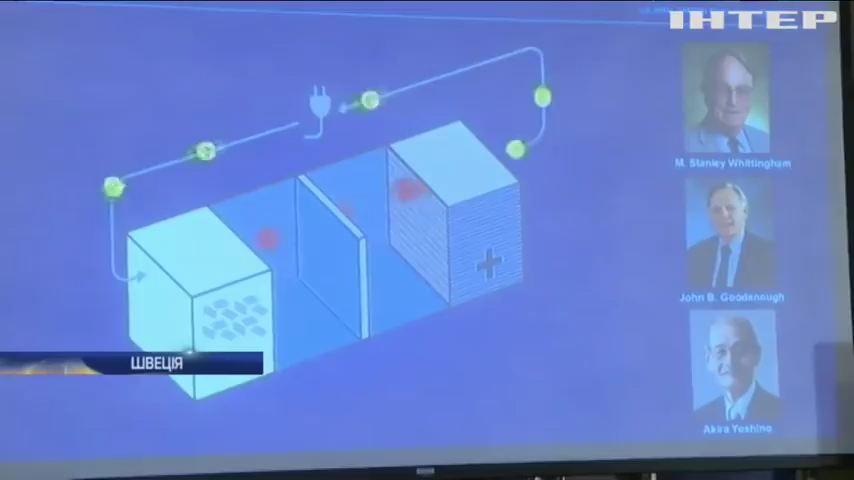 ІНТЕР
M. Stanley Whittingham
John B. Goodenough
ШВЕЦІЯ
Akira Yoshino